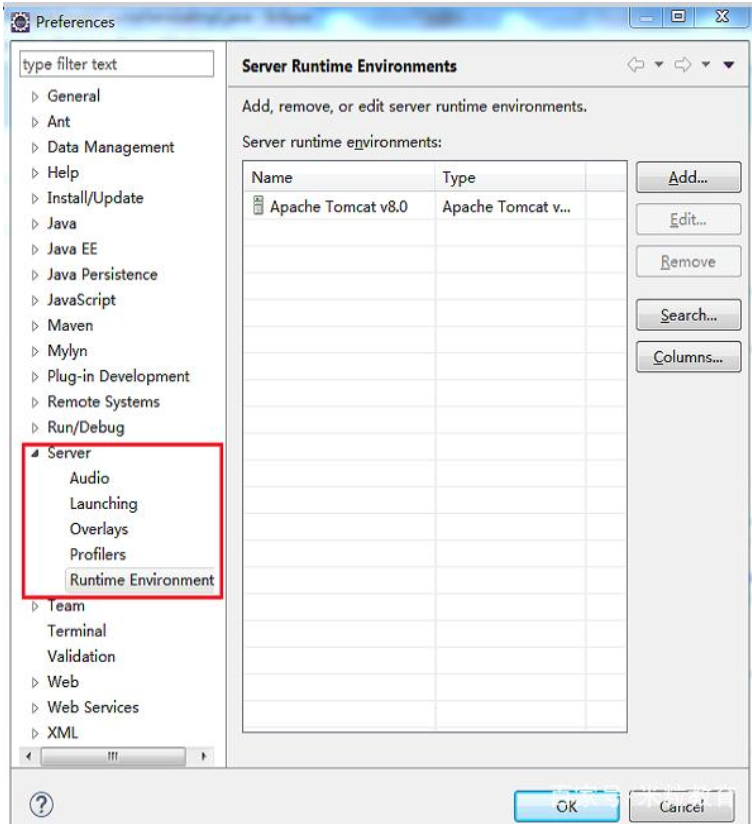 Preferences
type filter text
General
Ant
Data Management
Help
Install/Update
Java
Java EE
Java Persistence
JavaScript
Maven
Mylyn
Plug-in Development
Remote Systems
Run/Debug
Server
Audio
Launching
Overlays
Profilers
Runtime Environment
Team
Terminal
Validation
Web
Web Services
XML
Server Runtime Environments
Add, remove, or edit server runtime environments.
Server runtime environments:
Name Type
Apache Tomcat v8.0 Apache Tomcat v...
Add...
Edit...
Remove
Search...
Columns...
OK
Cancel